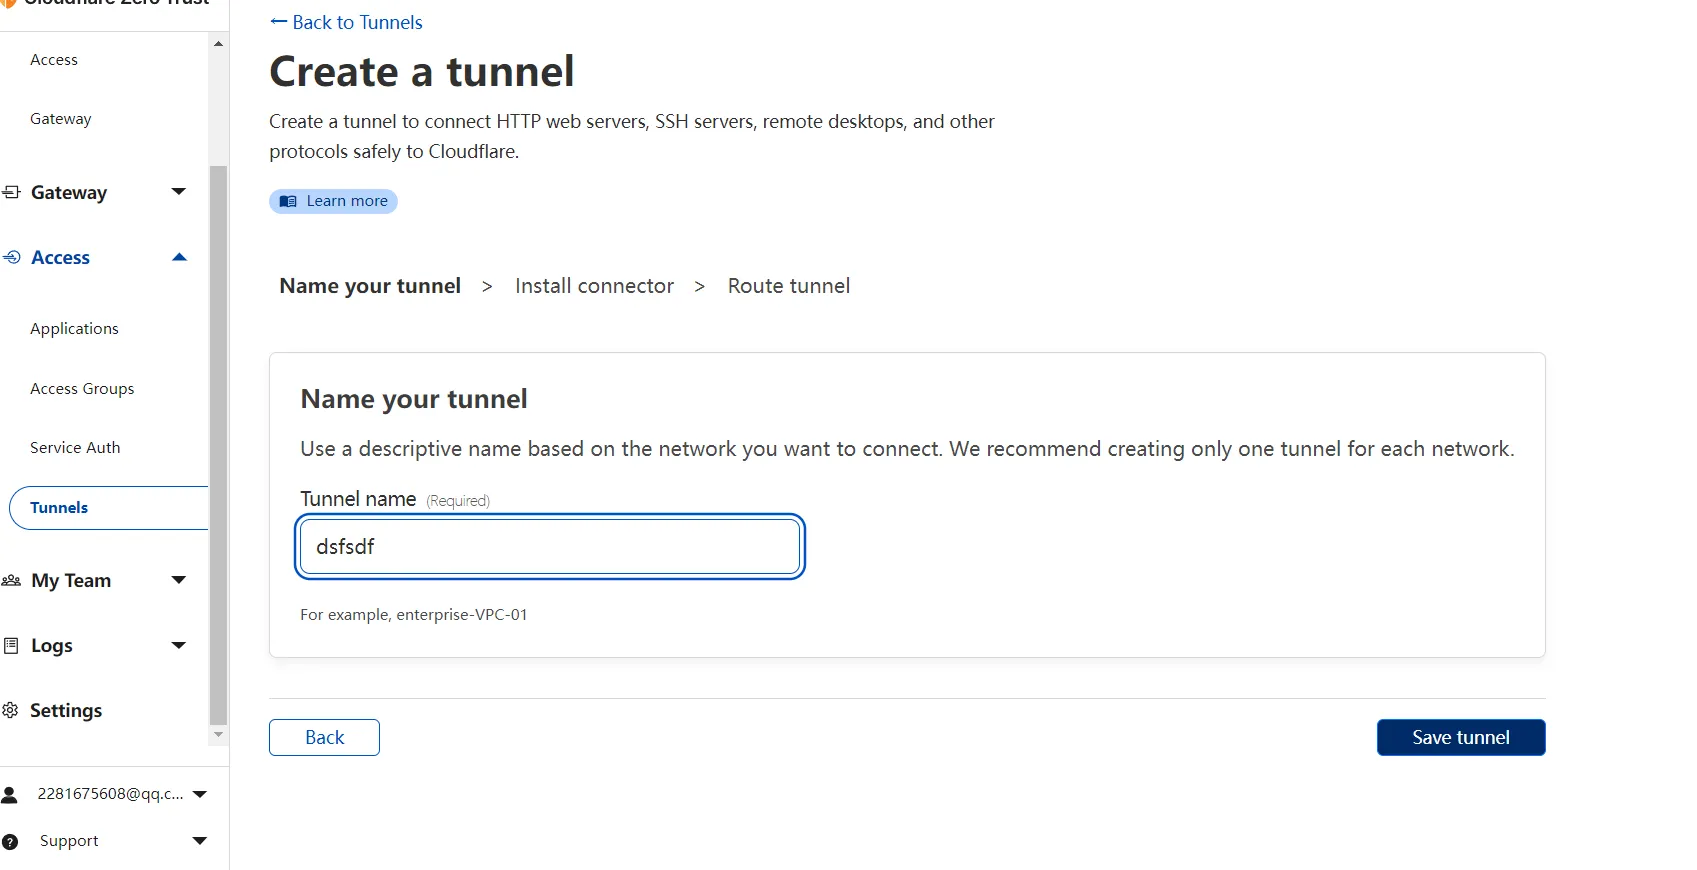 Cloudflare Zero Trust
Access
Gateway
Gateway
Access
Applications
Access Groups
Service Auth
Tunnels
My Team
Logs
Settings
2281675608@qq.c...
Support
← Back to Tunnels
Create a tunnel
Create a tunnel to connect HTTP web servers, SSH servers, remote desktops, and other
protocols safely to Cloudflare.
Learn more
Name your tunnel > Install connector > Route tunnel
Name your tunnel
Use a descriptive name based on the network you want to connect. We recommend creating only one tunnel for each network.
Tunnel name (Required)
dsfsdf
For example, enterprise-VPC-01
Back
Save tunnel